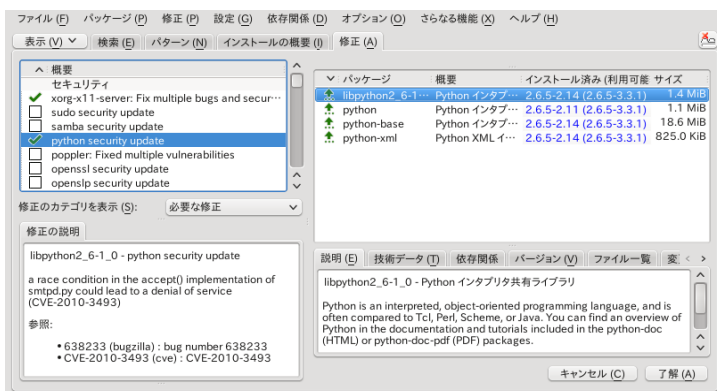 ファイル (F) パッケージ (P) 修正 (P) 設定 (G) 依存関係 (D) オプション (O) さらなる機能 (X) ヘルプ (H)
表示 (V) 検索 (E) パターン (N) インストールの概要 (I) 修正 (A)
概要
セキュリティ
xorg-x11-server: Fix multiple bugs and secur…
sudo security update
samba security update
python security update
poppler: Fixed multiple vulnerabilities
openssl security update
openslp security update
修正のカテゴリを表示 (S): 必要な修正
修正の説明
libpython2_6-1_0 - python security update
a race condition in the accept() implementation of
smtpd.py could lead to a denial of service
(CVE-2010-3493)
参照:
• 638233 (bugzilla) : bug number 638233
• CVE-2010-3493 (cve) : CVE-2010-3493
パッケージ 概要 インストール済み (利用可能 サイズ
libpython2_6-1… Python インタプ… 2.6.5-2.14 (2.6.5-3.3.1) 1.4 MiB
python Python インタプ… 2.6.5-2.11 (2.6.5-3.3.1) 1.1 MiB
python-base Python インタプ… 2.6.5-2.14 (2.6.5-3.3.1) 18.6 MiB
python-xml Python XML イ… 2.6.5-2.14 (2.6.5-3.3.1) 825.0 KiB
説明 (E) 技術データ (T) 依存関係 バージョン (V) ファイル一覧 変
libpython2_6-1_0 - Python インタプリタ共有ライブラリ
Python is an interpreted, object-oriented programming language, and is
often compared to Tcl, Perl, Scheme, or Java. You can find an overview of
Python in the documentation and tutorials included in the python-doc
(HTML) or python-doc-pdf (PDF) packages.
キャンセル (C) 了解 (A)